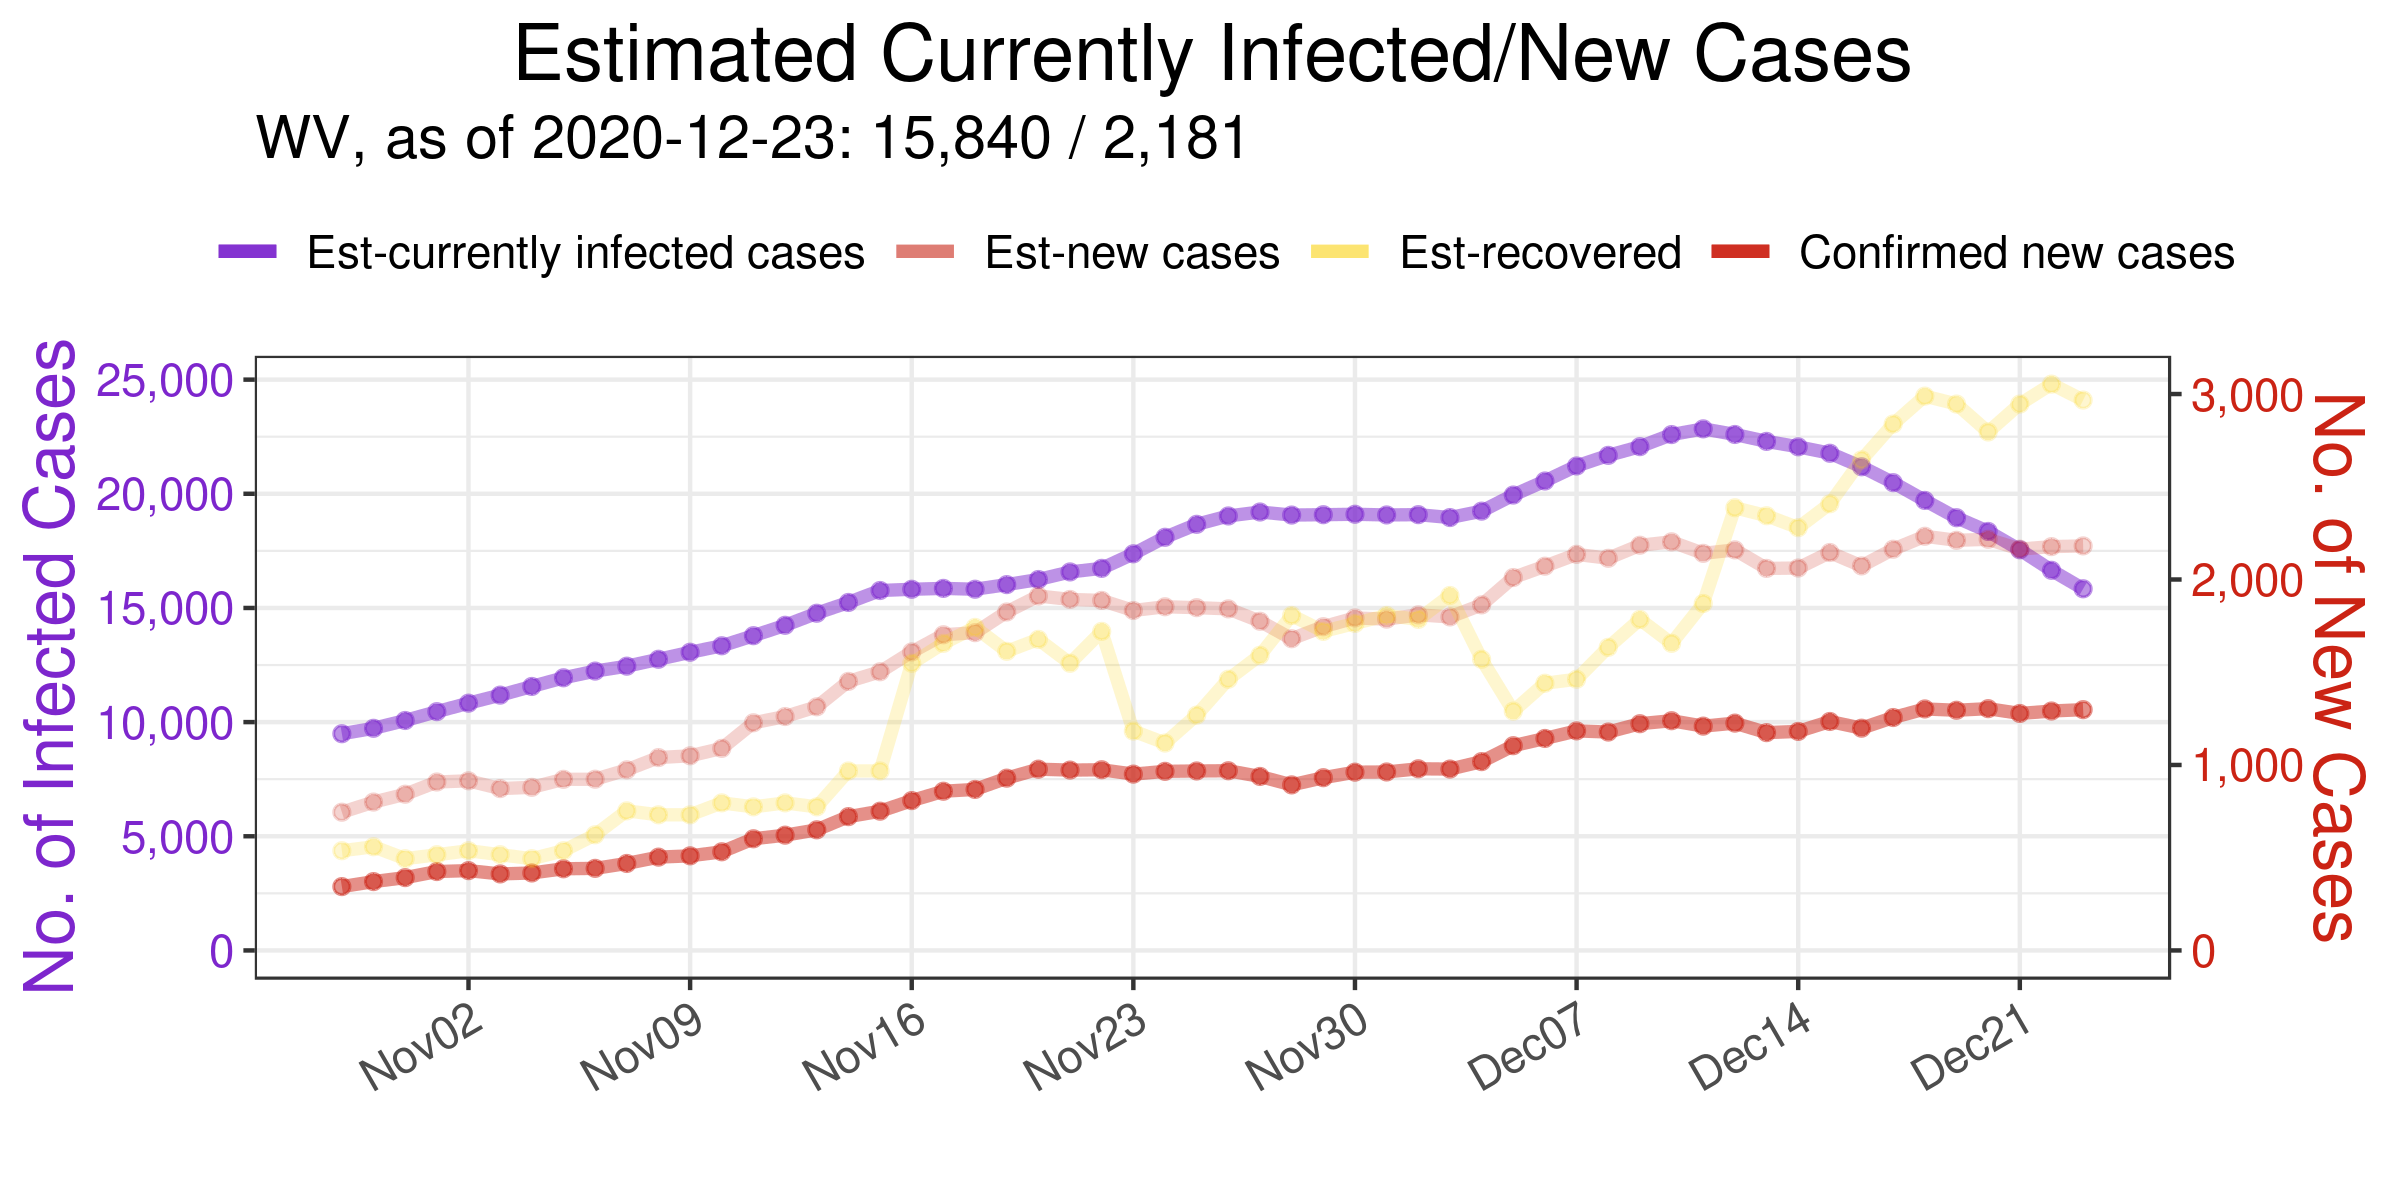 Estimated Currently Infected/New Cases
WV, as of 2020-12-23: 15,840 / 2,181
Est-currently infected cases Est-new cases Est-recovered Confirmed new cases
No. of Infected Cases
25,000
20,000
15,000
10,000
5,000
0
3,000
2,000
1,000
0
No. of New Cases
Nov02 Nov09 Nov16 Nov23 Nov30 Dec07 Dec14 Dec21